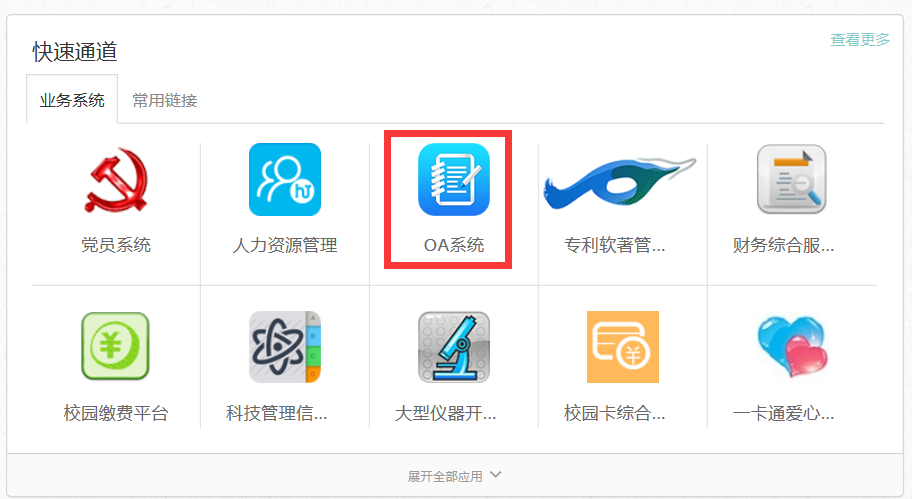 快速通道
查看更多
业务系统 常用链接
党员系统 人力资源管理 OA系统 专利软著管... 财务综合服...
校园缴费平台 科技管理信... 大型仪器开... 校园卡综合... 一卡通爱心...
展开全部应用